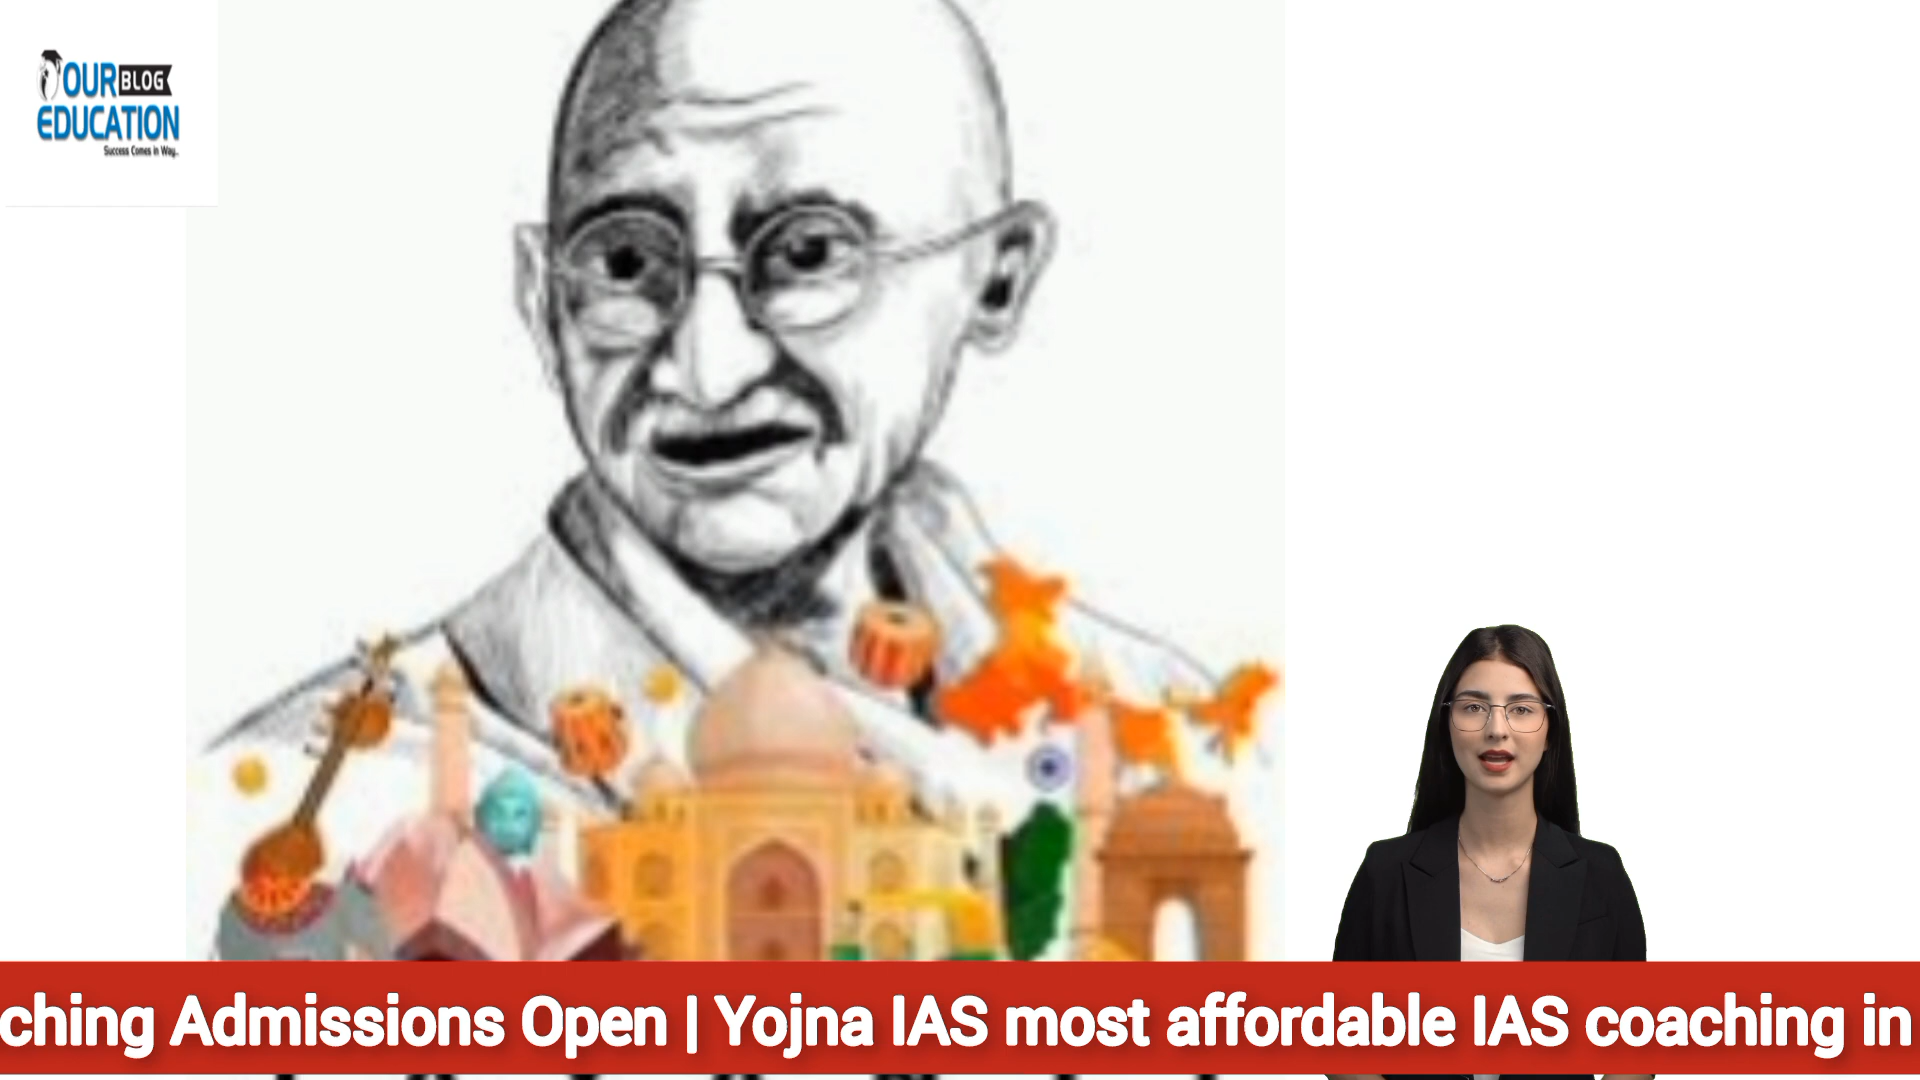 OUR BLOG
EDUCATION
Success Comes in Way..
ching Admissions Open | Yojna IAS most affordable IAS coaching in